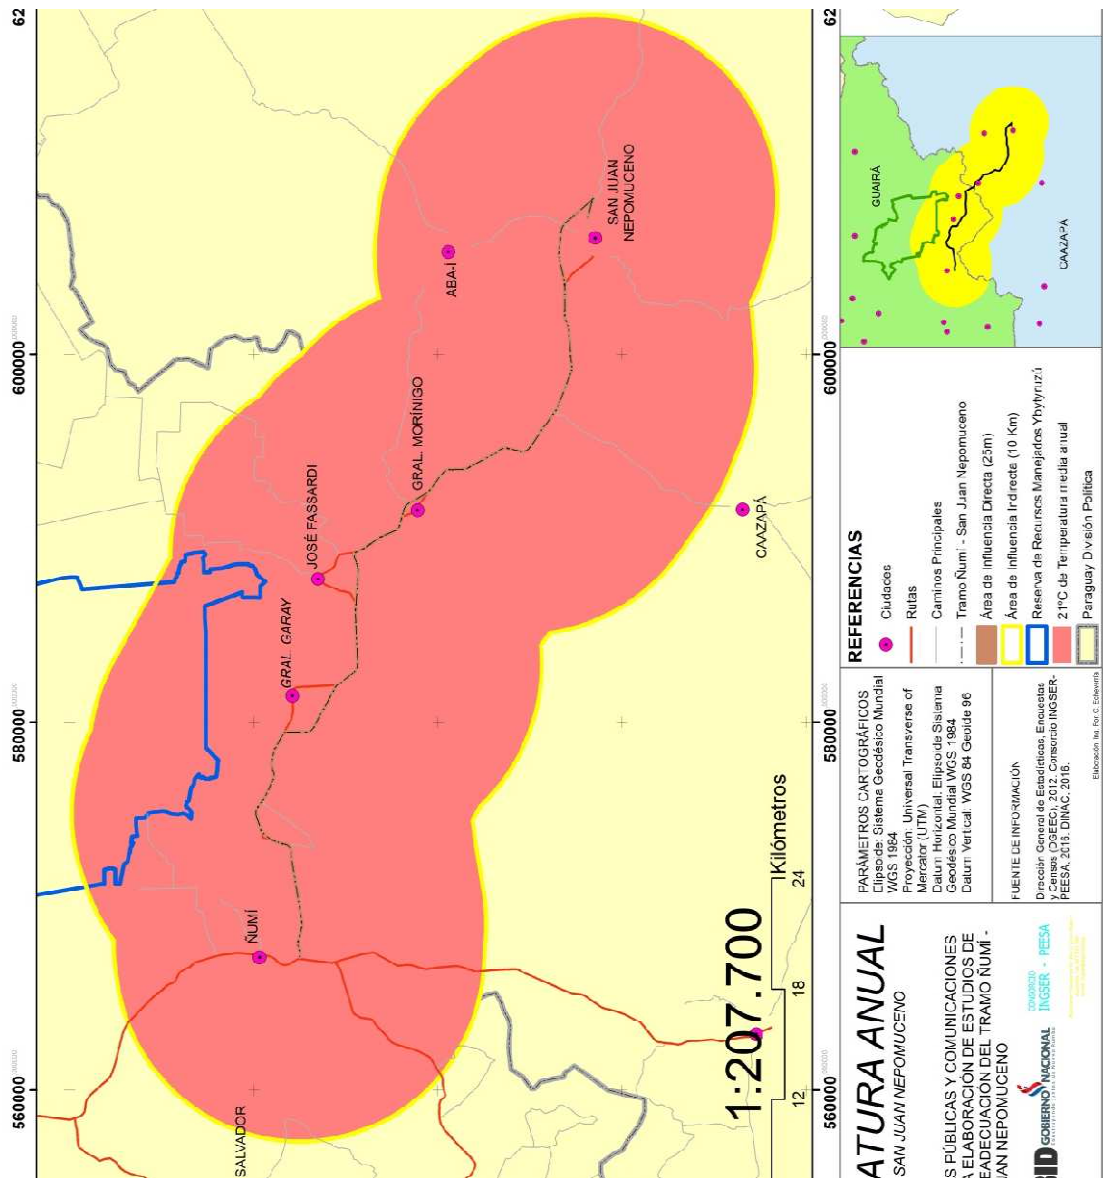 62
62
600000
600000
580000
580000
560000
560000
SAN JUAN
NEPOMUCENO
ABA-Í
GRAL. MORÍNIGO
JOSÉ FASSARDI
GRAL. GARAY
CAAZAPÁ
ÑUMÍ
SALVADOR
1:207.700
12
18
24
Kilómetros
GUAIRÁ
CAAZAPÁ
REFERENCIAS
Ciudades
Rutas
Caminos Principales
Tramo Ñumí - San Juan Nepomuceno
Área de Influencia Directa (25m)
Área de Influencia Indirecta (10 Km)
Reserva de Recursos Manejados Ybytyruzú
21°C de Temperatura media anual
Paraguay División Política
PARÁMETROS CARTOGRÁFICOS
Elipsoide: Sistema Geodésico Mundial
WGS 1984
Proyección: Universal Transverse of
Mercator (UTM)
Datum Horizontal: Elipsoide Sistema
Geodésico Mundial WGS 1984
Datum Vertical: WGS 84 Geoide 96
FUENTE DE INFORMACIÓN
Dirección General de Estadísticas, Encuestas
y Censos (DGEEC), 2012. Consorcio INGSER-
PEESA, 2016. DINAC, 2016.
Elaboración: Ing. For. C. Echeverría
ATURA ANUAL
SAN JUAN NEPOMUCENO
S PÚBLICAS Y COMUNICACIONES
A ELABORACIÓN DE ESTUDIOS DE
EADECUACIÓN DEL TRAMO ÑUMÍ -
JAN NEPOMUCENO
BID
GOBIERNO NACIONAL
CONSORCIO
INGSER - PEESA